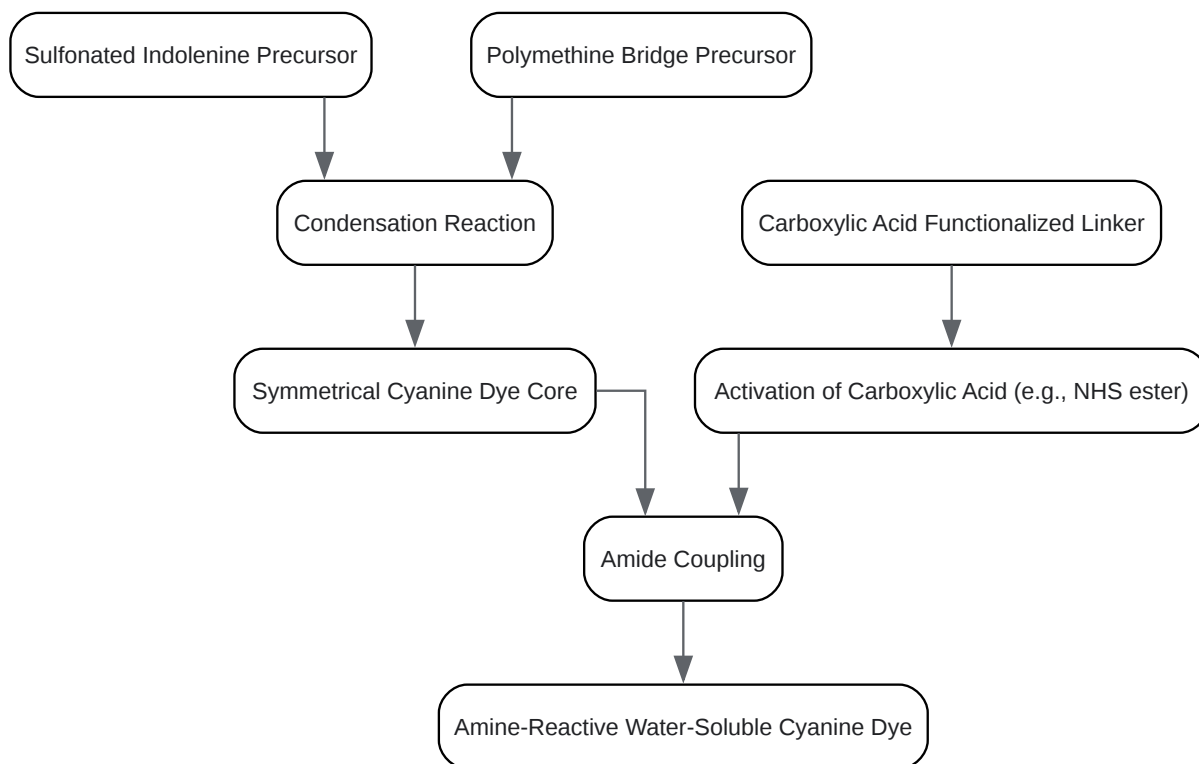 Sulfonated Indolenine Precursor
Polymethine Bridge Precursor
Condensation Reaction
Carboxylic Acid Functionalized Linker
Symmetrical Cyanine Dye Core
Activation of Carboxylic Acid (e.g., NHS ester)
Amide Coupling
Amine-Reactive Water-Soluble Cyanine Dye